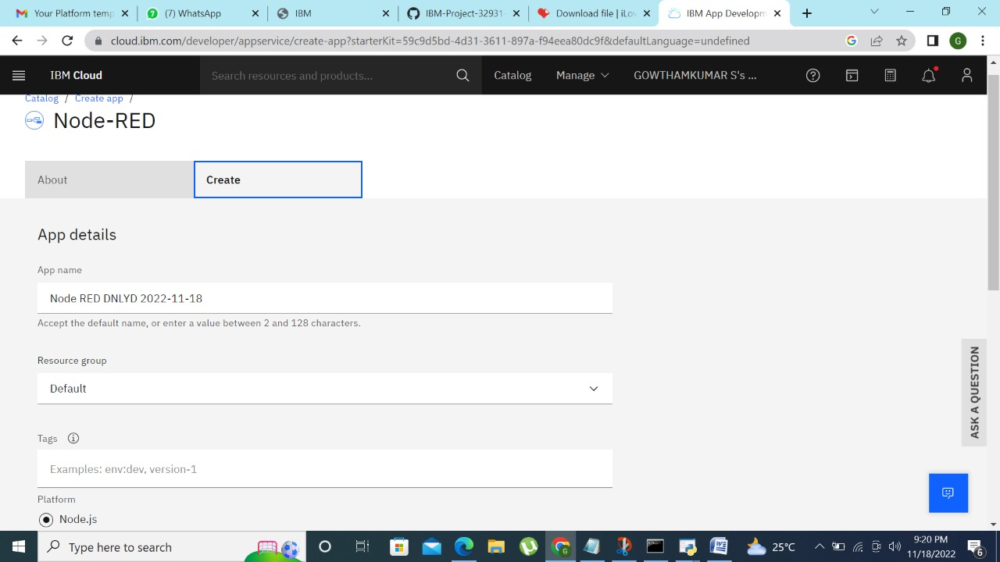 Your Platform temp
(7) WhatsApp
IBM
IBM-Project-32931-
Download file | iLov
IBM App Developm
cloud.ibm.com/developer/appservice/create-app?starterKit=59c9d5bd-4d31-3611-897a-f94eea80dc9f&defaultLanguage=undefined
G
IBM Cloud
Search resources and products...
Catalog
Manage
GOWTHAMKUMAR S's ...
Catalog / Create app /
Node-RED
About
Create
App details
App name
Node RED DNLYD 2022-11-18
Accept the default name, or enter a value between 2 and 128 characters.
Resource group
Default
Tags
Examples: env:dev, version-1
Platform
Node.js
ASK A QUESTION
Type here to search
25°C
9:20 PM
11/18/2022
6